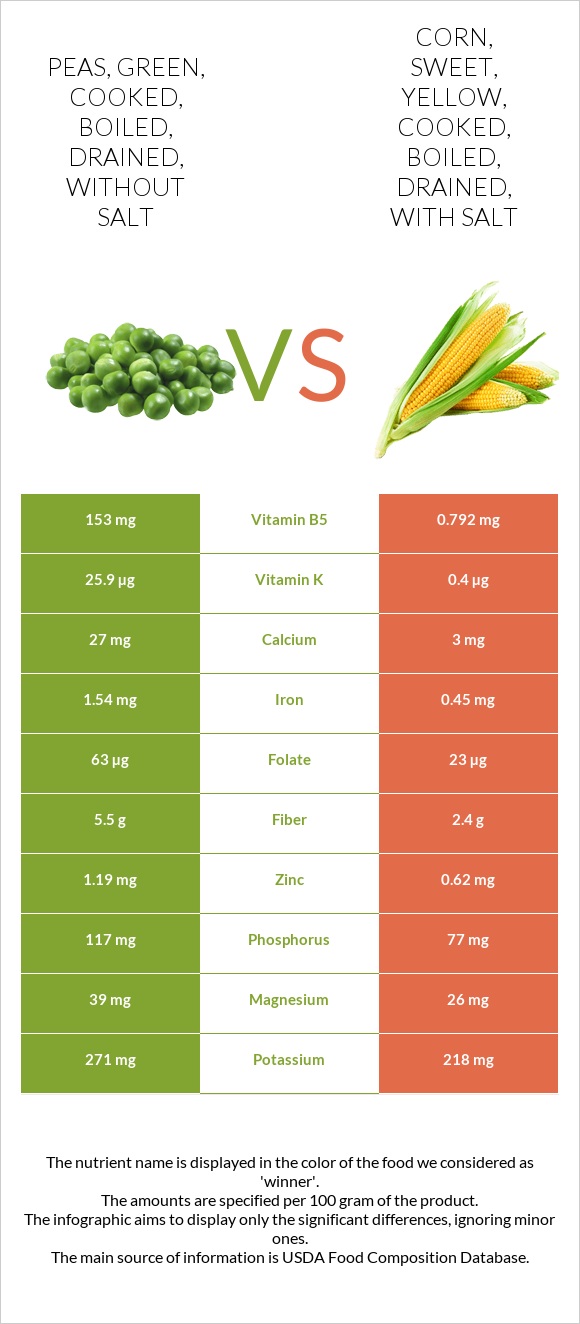 PEAS, GREEN,
COOKED,
BOILED,
DRAINED,
WITHOUT
SALT
CORN,
SWEET,
YELLOW,
COOKED,
BOILED,
DRAINED,
WITH SALT
VS
153 mg Vitamin B5 0.792 mg
25.9 µg Vitamin K 0.4 µg
27 mg Calcium 3 mg
1.54 mg Iron 0.45 mg
63 µg Folate 23 µg
5.5 g Fiber 2.4 g
1.19 mg Zinc 0.62 mg
117 mg Phosphorus 77 mg
39 mg Magnesium 26 mg
271 mg Potassium 218 mg
The nutrient name is displayed in the color of the food we considered as
'winner'.
The amounts are specified per 100 gram of the product.
The infographic aims to display only the significant differences, ignoring minor
ones.
The main source of information is USDA Food Composition Database.